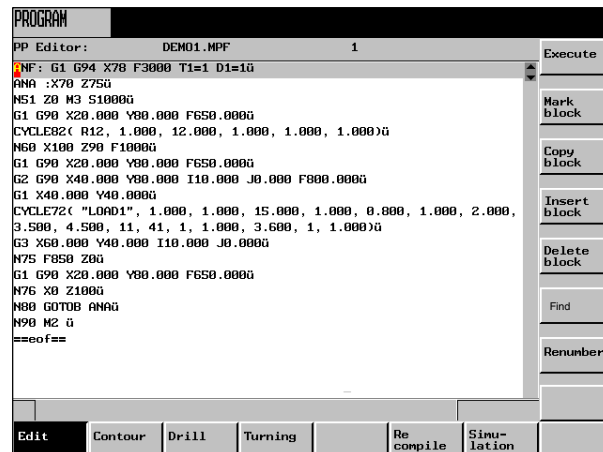 PROGRAM
PP Editor: DEMO1.MPF 1
NF: G1 G94 X78 F3000 T1=1 D1=1ü
ANA :X70 Z75ü
N51 Z0 M3 S1000ü
G1 G90 X20.000 Y80.000 F650.000ü
CYCLE82( R12, 1.000, 12.000, 1.000, 1.000, 1.000)ü
N60 X100 Z90 F1000ü
G1 G90 X20.000 Y80.000 F650.000ü
G2 G90 X40.000 Y80.000 I10.000 J0.000 F800.000ü
G1 X40.000 Y40.000ü
CYCLE72( "LOAD1", 1.000, 1.000, 15.000, 1.000, 0.800, 1.000, 2.000,
3.500, 4.500, 11, 41, 1, 1.000, 3.600, 1, 1.000)ü
G3 X60.000 Y40.000 I10.000 J0.000ü
N75 F850 Z0ü
G1 G90 X20.000 Y80.000 F650.000ü
N76 X0 Z100ü
N80 GOTOB ANAü
N90 M2 ü
==eof==
Execute
Mark
block
Copy
block
Insert
block
Delete
block
Find
Renumber
Edit Contour Drill Turning Re Simu-
compile lation